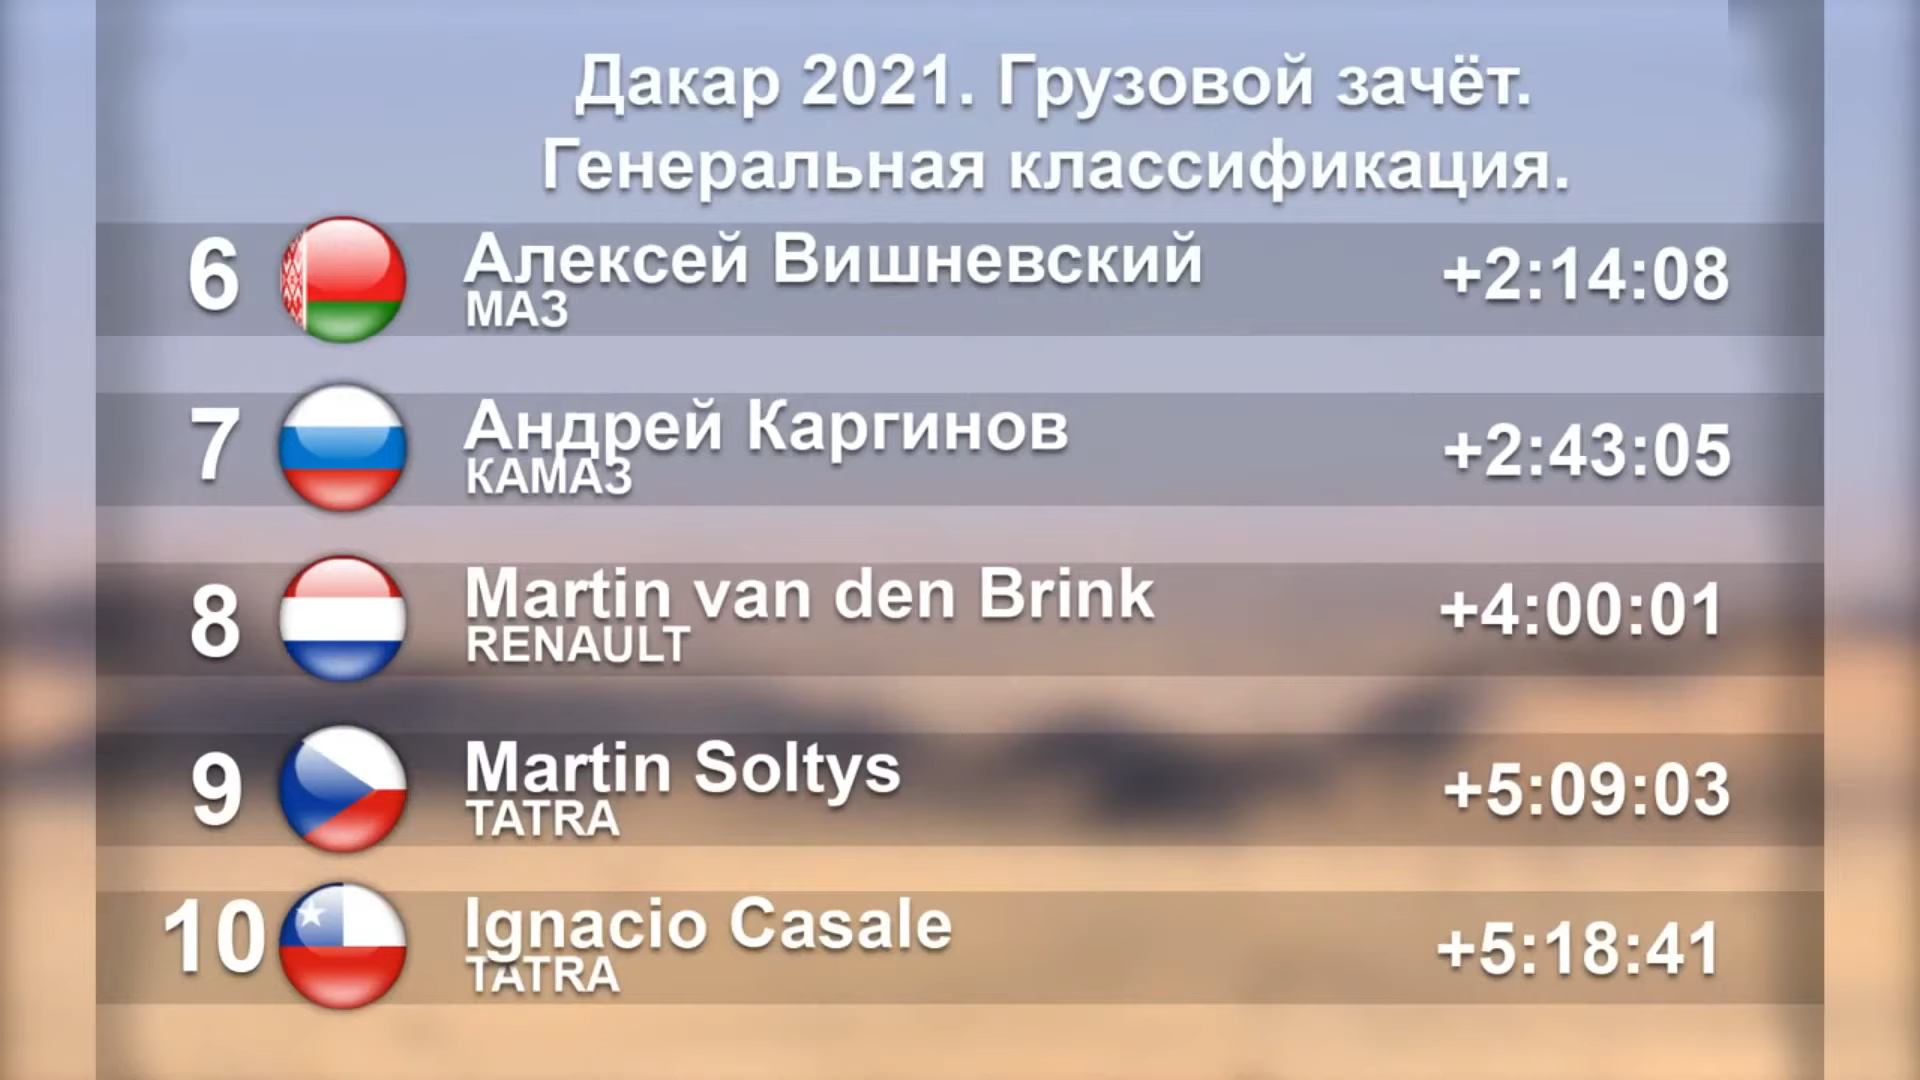 Дакар 2021. Грузовой зачёт.
Генеральная классификация.
6 Алексей Вишневский +2:14:08
МАЗ
7 Андрей Каргинов +2:43:05
КАМАЗ
8 Martin van den Brink +4:00:01
RENAULT
9 Martin Soltys +5:09:03
TATRA
10 Ignacio Casale +5:18:41
TATRA